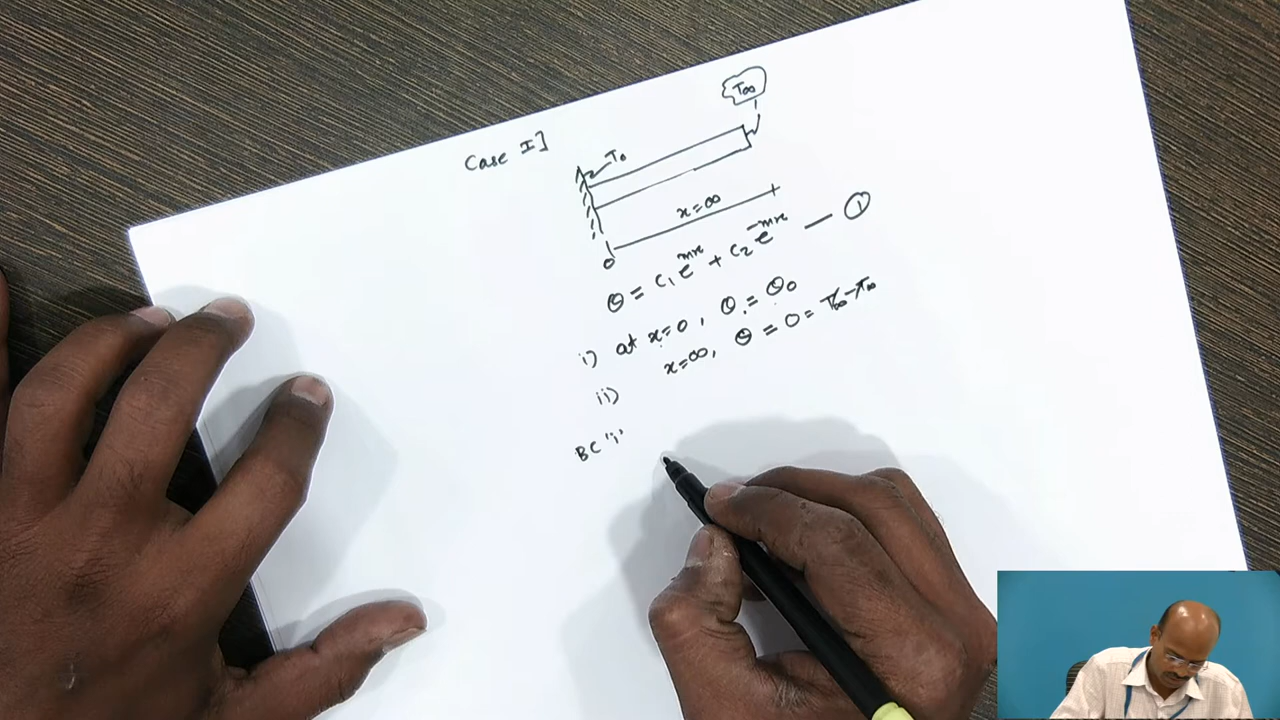 Case I]
T∞
T₀
x=∞
0
θ = C₁e^mx + C₂e^-mx — ①
i) at x=0, θ = θ₀
ii) x=∞, θ = 0 = T∞-T∞
BC 'i'